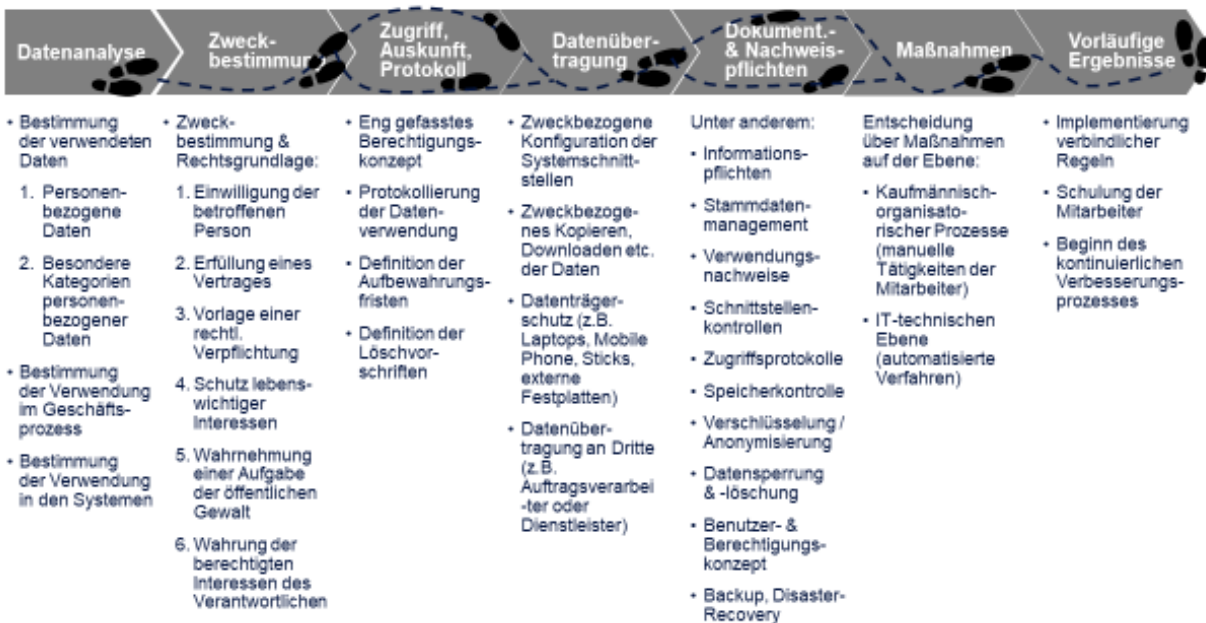 Datenanalyse
Zweck-
bestimmung
Zugriff,
Auskunft,
Protokoll
Datenüber-
tragung
Dokument.-
& Nachweis-
pflichten
Maßnahmen
Vorläufige
Ergebnisse
• Bestimmung
der verwendeten
Daten
1. Personen-
bezogene
Daten
2. Besondere
Kategorien
personen-
bezogener
Daten
• Bestimmung
der Verwendung
im Geschäfts-
prozess
• Bestimmung
der Verwendung
in den Systemen
• Zweck-
bestimmung &
Rechtsgrundlage:
1. Einwilligung der
betroffenen
Person
2. Erfüllung eines
Vertrages
3. Vorlage einer
rechtl.
Verpflichtung
4. Schutz lebens-
wichtiger
Interessen
5. Wahrnehmung
einer Aufgabe
der öffentlichen
Gewalt
6. Wahrung der
berechtigten
Interessen des
Verantwortlichen
• Eng gefasstes
Berechtigungs-
konzept
• Protokollierung
der Daten-
verwendung
• Definition der
Aufbewahrungs-
fristen
• Definition der
Löschvor-
schriften
• Zweckbezogene
Konfiguration der
Systemschnitt-
stellen
• Zweckbezoge-
nes Kopieren,
Downloaden etc.
der Daten
• Datenträger-
schutz (z.B.
Laptops, Mobile
Phone, Sticks,
externe
Festplatten)
• Datenüber-
tragung an Dritte
(z.B.
Auftragsverarbei
-ter oder
Dienstleister)
Unter anderem:
• Informations-
pflichten
• Stammdaten-
management
• Verwendungs-
nachweise
• Schnittstellen-
kontrollen
• Zugriffsprotokolle
• Speicherkontrolle
• Verschlüsselung /
Anonymisierung
• Datensperrung
& -löschung
• Benutzer- &
Berechtigungs-
konzept
• Backup, Disaster-
Recovery
Entscheidung
über Maßnahmen
auf der Ebene:
• Kaufmännisch-
organisato-
rischer Prozesse
(manuelle
Tätigkeiten der
Mitarbeiter)
• IT-technischen
Ebene
(automatisierte
Verfahren)
• Implementierung
verbindlicher
Regeln
• Schulung der
Mitarbeiter
• Beginn des
kontinuierlichen
Verbesserungs-
prozesses